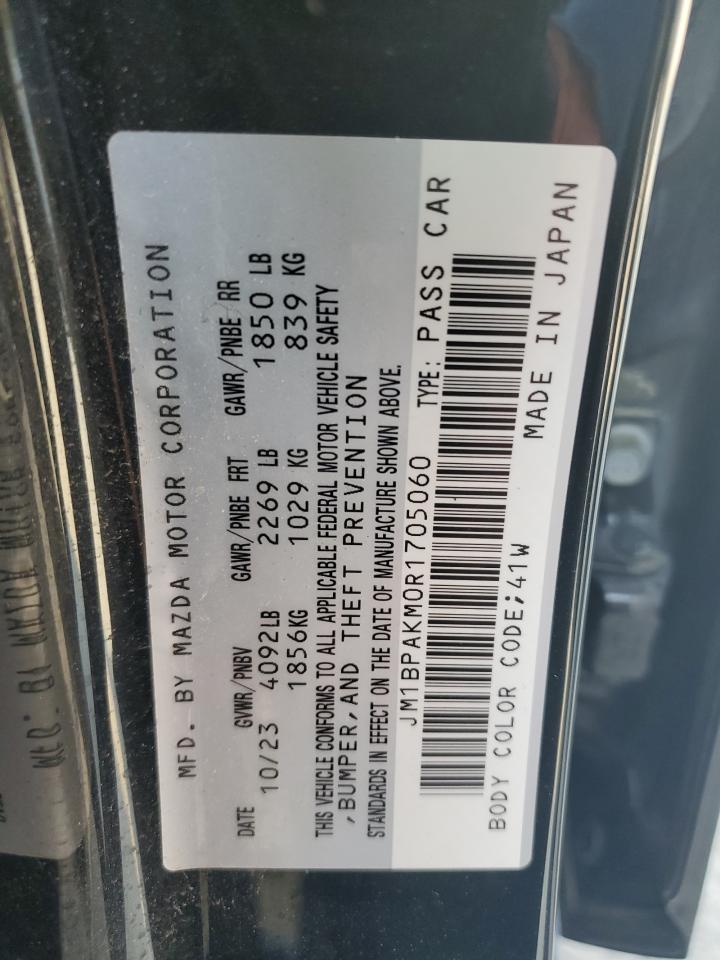 MFD. BY MAZDA MOTOR CORPORATION
DATE GVWR/PNBV GAWR/PNBE FRT GAWR/PNBE RR
10/23 4092LB 2269 LB 1850 LB
1856KG 1029 KG 839 KG
THIS VEHICLE CONFORMS TO ALL APPLICABLE FEDERAL MOTOR VEHICLE SAFETY
,BUMPER,AND THEFT PREVENTION
STANDARDS IN EFFECT ON THE DATE OF MANUFACTURE SHOWN ABOVE.
JM1BPAKM0R1705060 TYPE: PASS CAR
BODY COLOR CODE;41W
MADE IN JAPAN